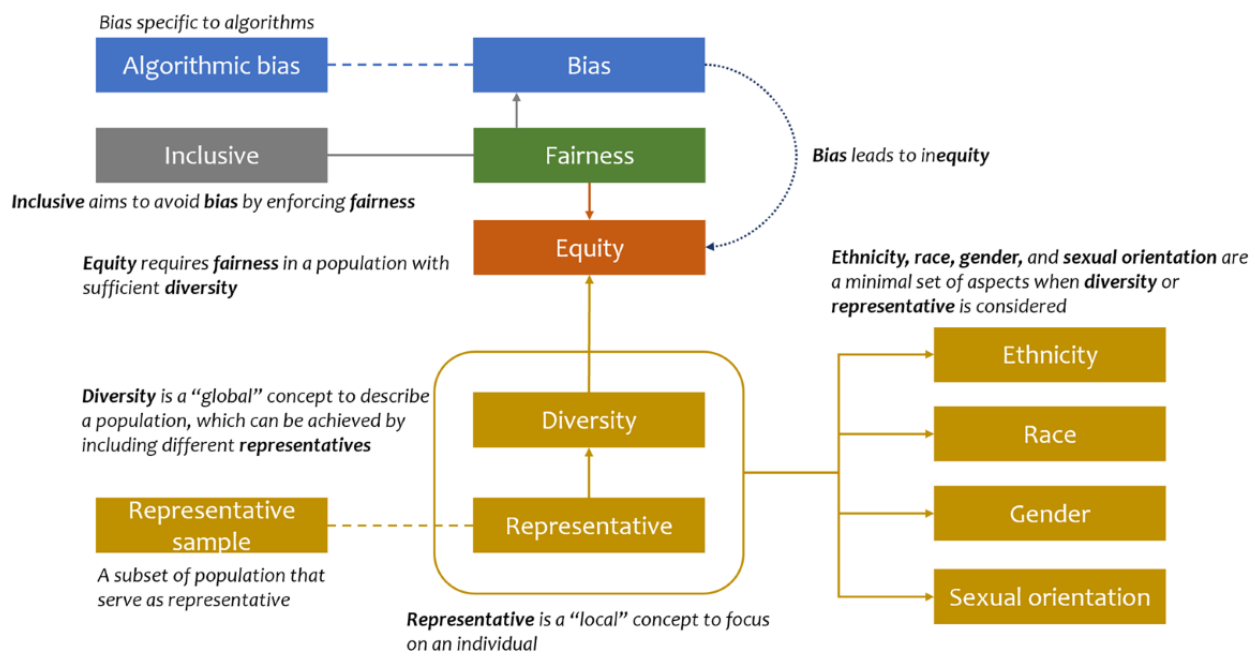 Bias specific to algorithms
Algorithmic bias
Bias
Inclusive
Fairness
Bias leads to inequity
Inclusive aims to avoid bias by enforcing fairness
Equity
Equity requires fairness in a population with
sufficient diversity
Ethnicity, race, gender, and sexual orientation are
a minimal set of aspects when diversity or
representative is considered
Ethnicity
Diversity is a “global” concept to describe
a population, which can be achieved by
including different representatives
Diversity
Race
Representative
sample
Representative
Gender
A subset of population that
serve as representative
Sexual orientation
Representative is a “local” concept to focus
on an individual